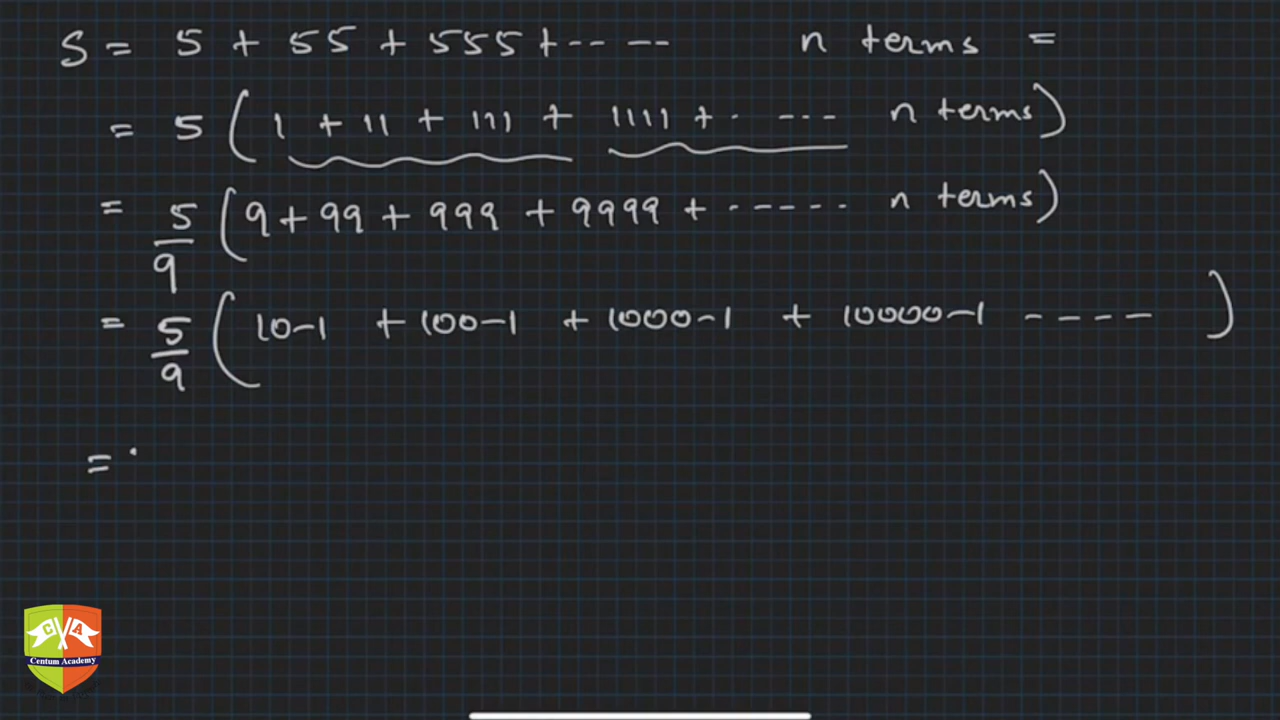 S = 5 + 55 + 555 + -- -- n terms =
= 5 ( 1 + 11 + 111 + 1111 + . --- n terms )
= 5/9 ( 9 + 99 + 999 + 9999 + ----- n terms )
= 5/9 ( 10-1 + 100-1 + 1000-1 + 10000-1 ---- )
=
C A
Centum Academy